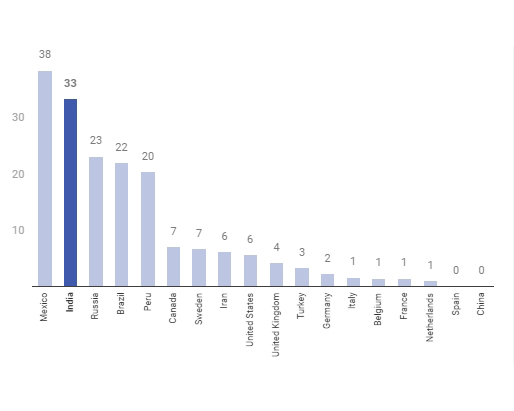 38
33
23
22
20
7
7
6
6
4
3
2
1
1
1
1
0
0
30
20
10
Mexico
India
Russia
Brazil
Peru
Canada
Sweden
Iran
United States
United Kingdom
Turkey
Germany
Italy
Belgium
France
Netherlands
Spain
China